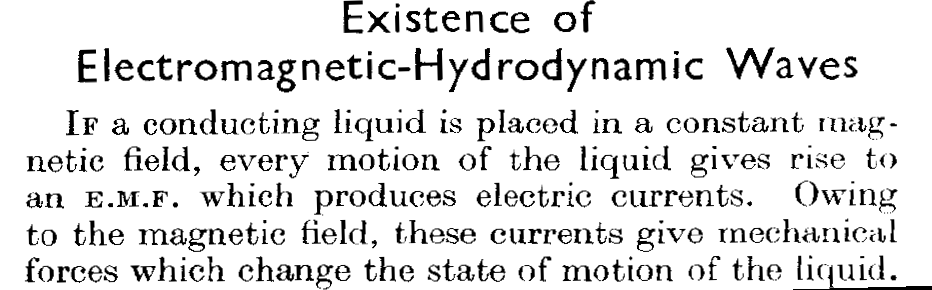 Existence of
Electromagnetic-Hydrodynamic Waves
IF a conducting liquid is placed in a constant mag-
netic field, every motion of the liquid gives rise to
an E.M.F. which produces electric currents. Owing
to the magnetic field, these currents give mechanical
forces which change the state of motion of the liquid.